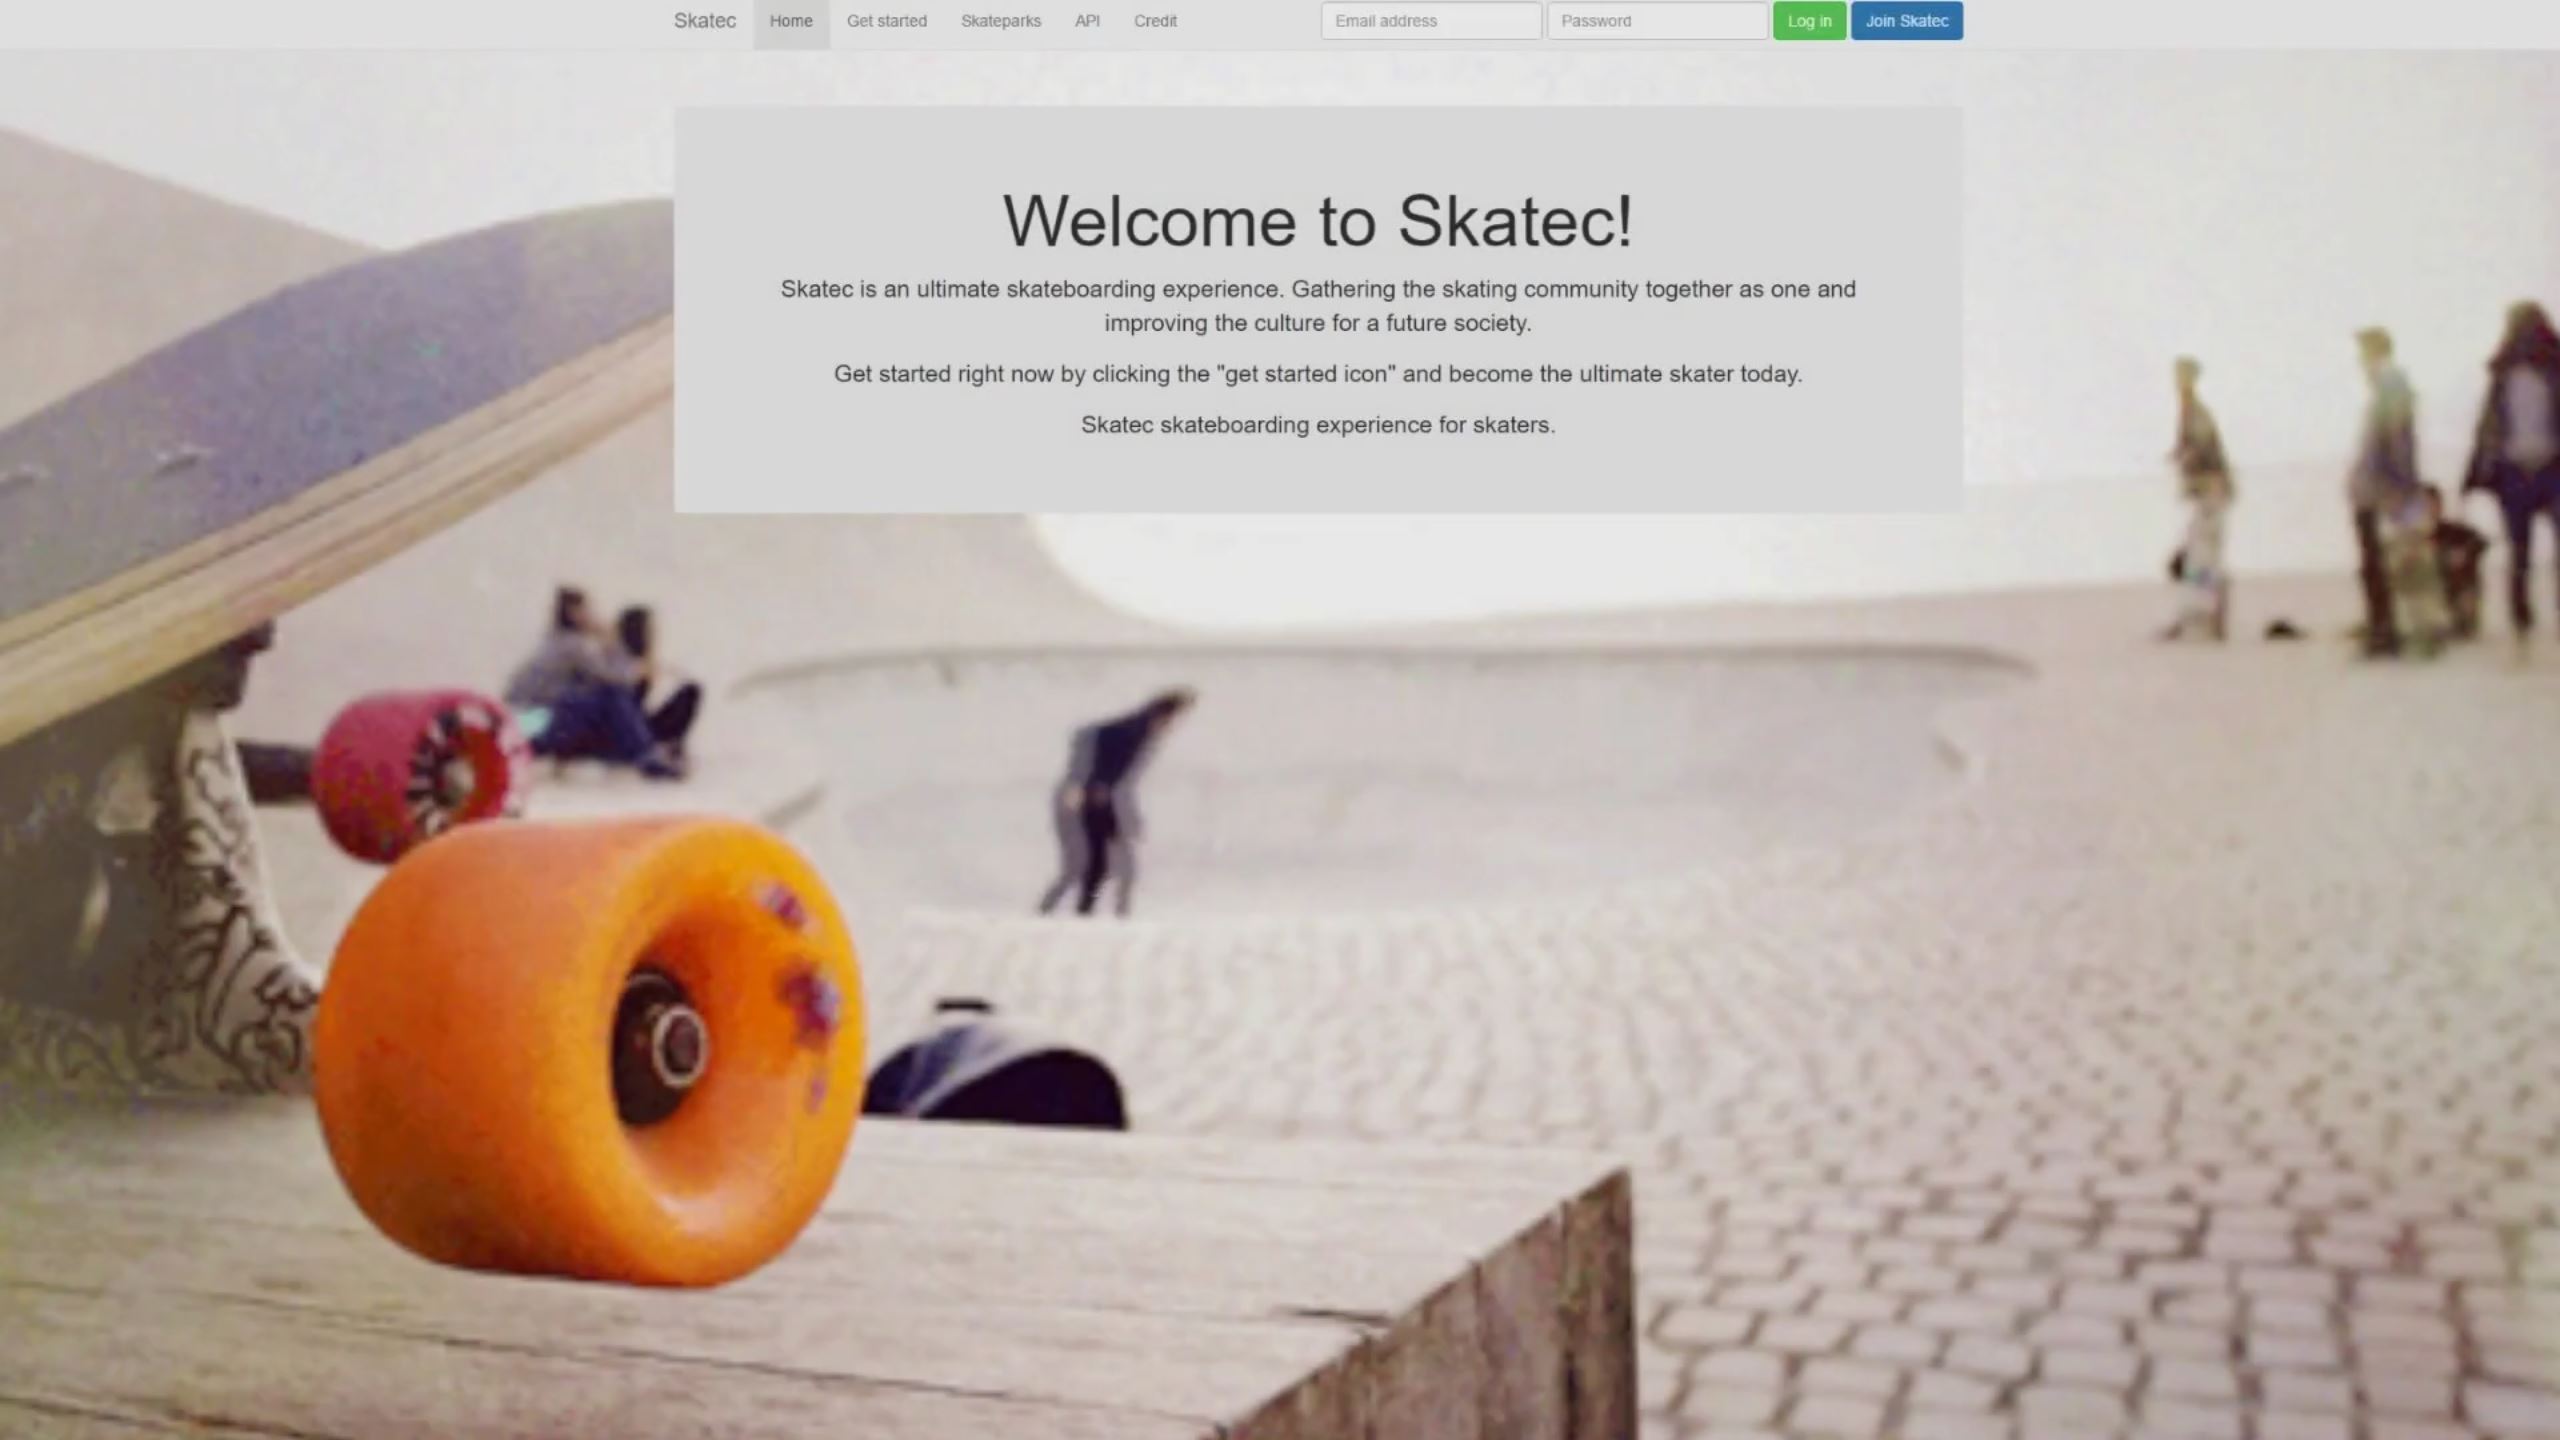 Skatec Home Get started Skateparks API Credit Email address Password Log in Join Skatec
Welcome to Skatec!
Skatec is an ultimate skateboarding experience. Gathering the skating community together as one and
improving the culture for a future society.
Get started right now by clicking the "get started icon" and become the ultimate skater today.
Skatec skateboarding experience for skaters.